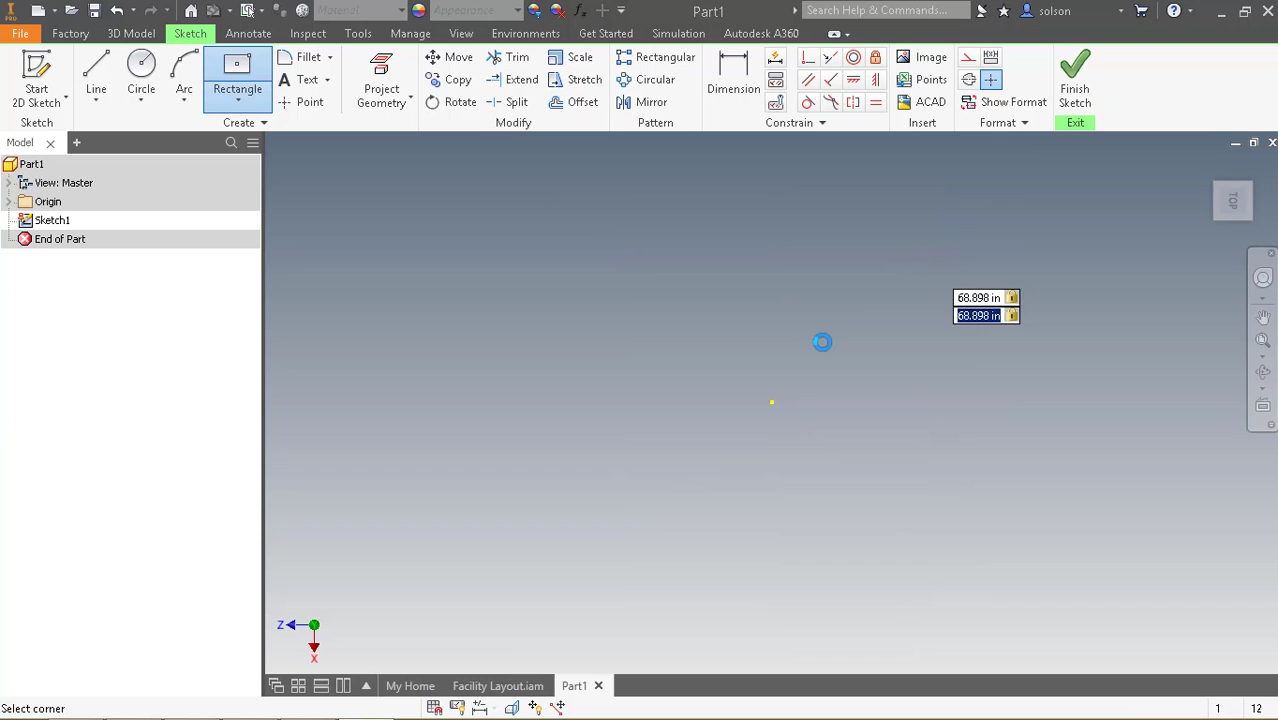 PRO
Material
Appearance
Part1
Search Help & Commands...
solson
File
Factory
3D Model
Sketch
Annotate
Inspect
Tools
Manage
View
Environments
Get Started
Simulation
Autodesk A360
Start
2D Sketch
Line
Circle
Arc
Rectangle
Fillet
Text
Point
Project
Geometry
Move
Trim
Scale
Copy
Extend
Stretch
Rotate
Split
Offset
Rectangular
Circular
Mirror
Dimension
Image
Points
ACAD
Show Format
Finish
Sketch
Sketch
Create
Modify
Pattern
Constrain
Insert
Format
Exit
Model
Part1
View: Master
Origin
Sketch1
End of Part
TOP
68.898 in
68.898 in
Z
X
My Home
Facility Layout.iam
Part1
Select corner
1
12